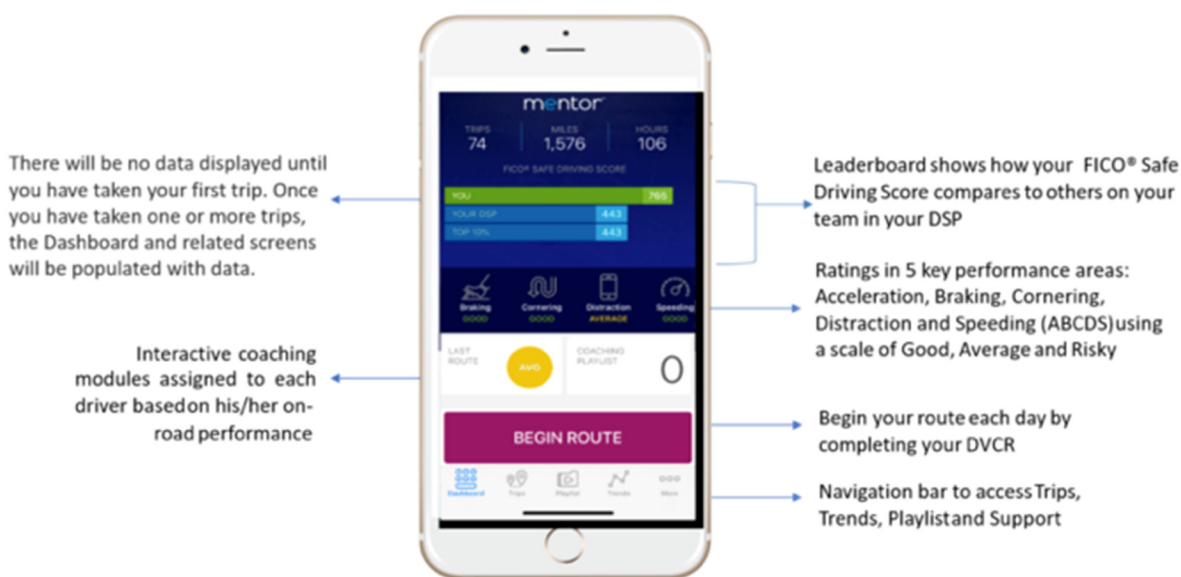 There will be no data displayed until
you have taken your first trip. Once
you have taken one or more trips,
the Dashboard and related screens
will be populated with data.
Interactive coaching
modules assigned to each
driver basedon his/her on-
road performance
mentor
TRIPS MILES HOURS
74 1,576 106
FICO® SAFE DRIVING SCORE
YOU 765
YOUR DSP 443
TOP 10% 443
Braking Cornering Distraction Speeding
GOOD GOOD AVERAGE GOOD
LAST
ROUTE
AVG
COACHING
PLAYLIST
0
BEGIN ROUTE
Dashboard Trips Playlist Trends More
Leaderboard shows how your FICO® Safe
Driving Score compares to others on your
team in your DSP
Ratings in 5 key performance areas:
Acceleration, Braking, Cornering,
Distraction and Speeding (ABCDS)using
a scale of Good, Average and Risky
Begin your route each day by
completing your DVCR
Navigation bar to access Trips,
Trends, Playlistand Support